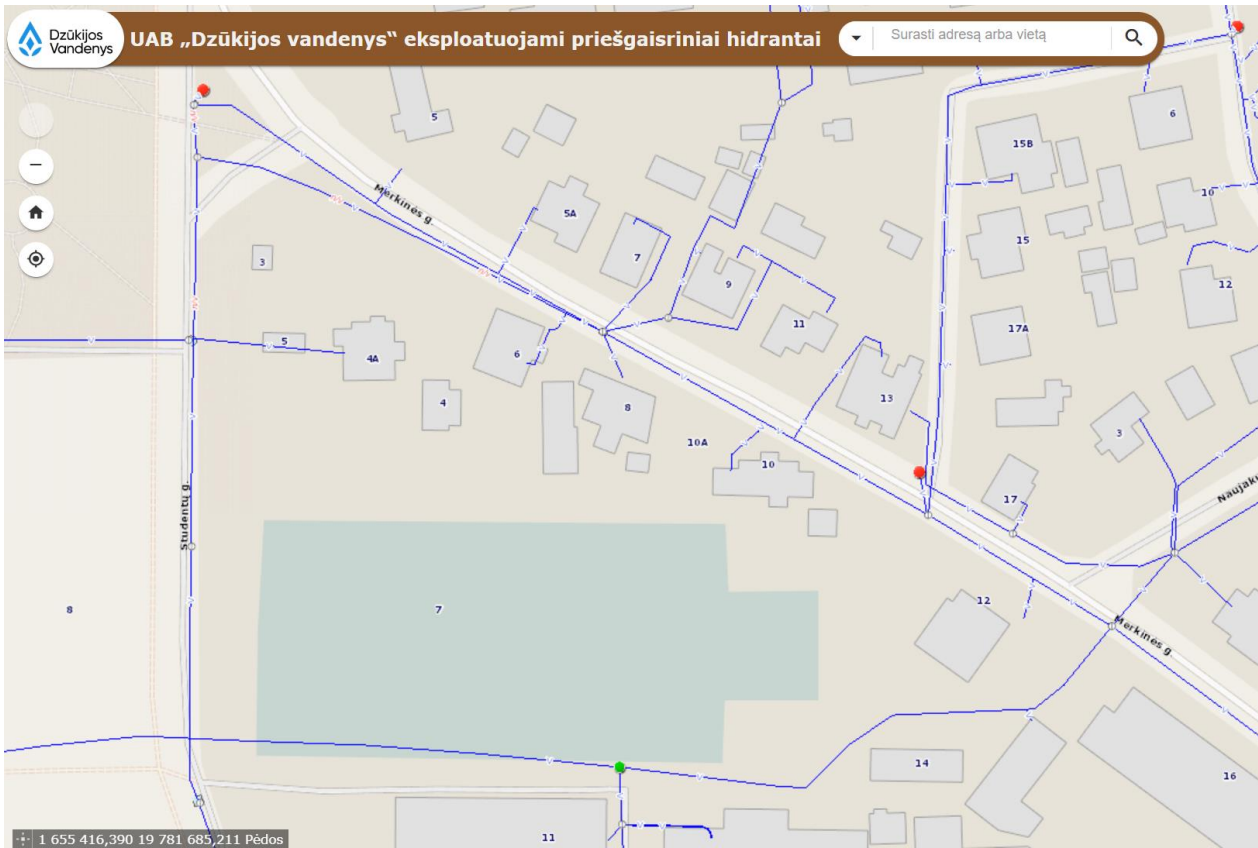 Dzūkijos
Vandenys
UAB „Dzūkijos vandenys“ eksploatuojami priešgaisriniai hidrantai
Surasti adresą arba vietą
5
6
15B
Merkinės g.
5A
10
3
7
15
9
12
11
17A
5
4A
6
13
4
8
3
10A
10
17
Studentų g.
8
7
12
Merkinės g.
14
16
11
1 655 416,390 19 781 685,211 Pėdos